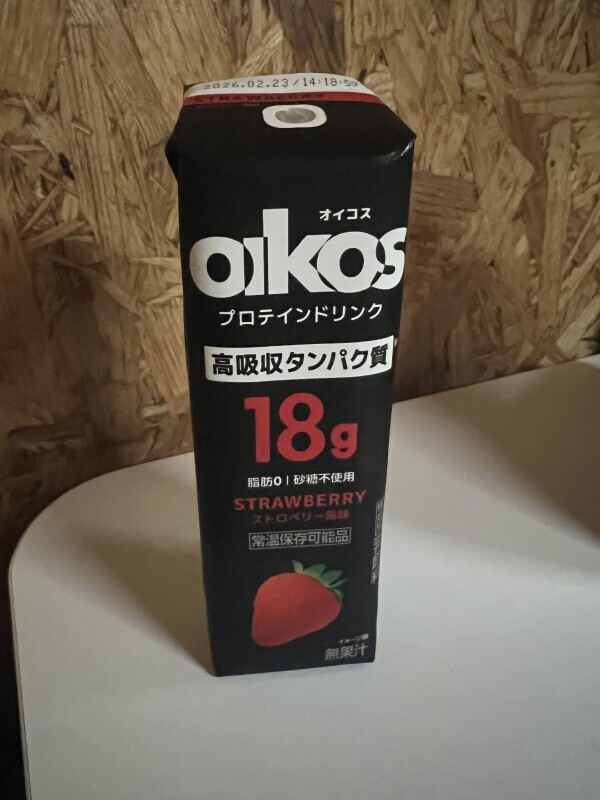 2026.02.23/14:18:59
STRAWBERRY
オイコス
oikos
プロテインドリンク
高吸収タンパク質
18g
脂肪0 | 砂糖不使用
STRAWBERRY
ストロベリー風味
常温保存可能品
イメージ図
無果汁